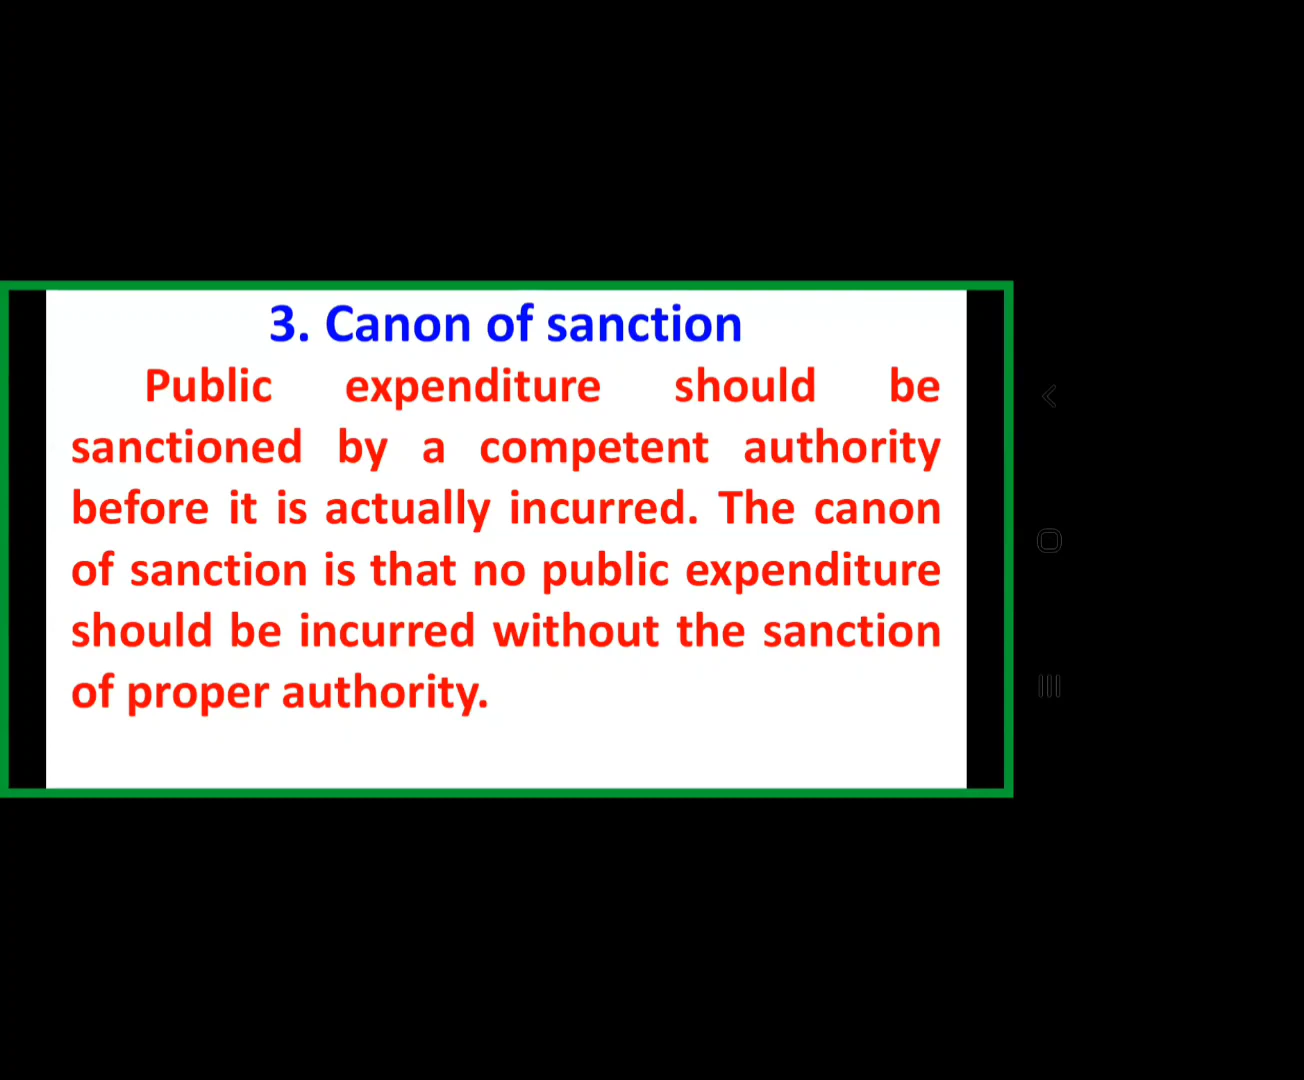 3. Canon of sanction
Public expenditure should be
sanctioned by a competent authority
before it is actually incurred. The canon
of sanction is that no public expenditure
should be incurred without the sanction
of proper authority.